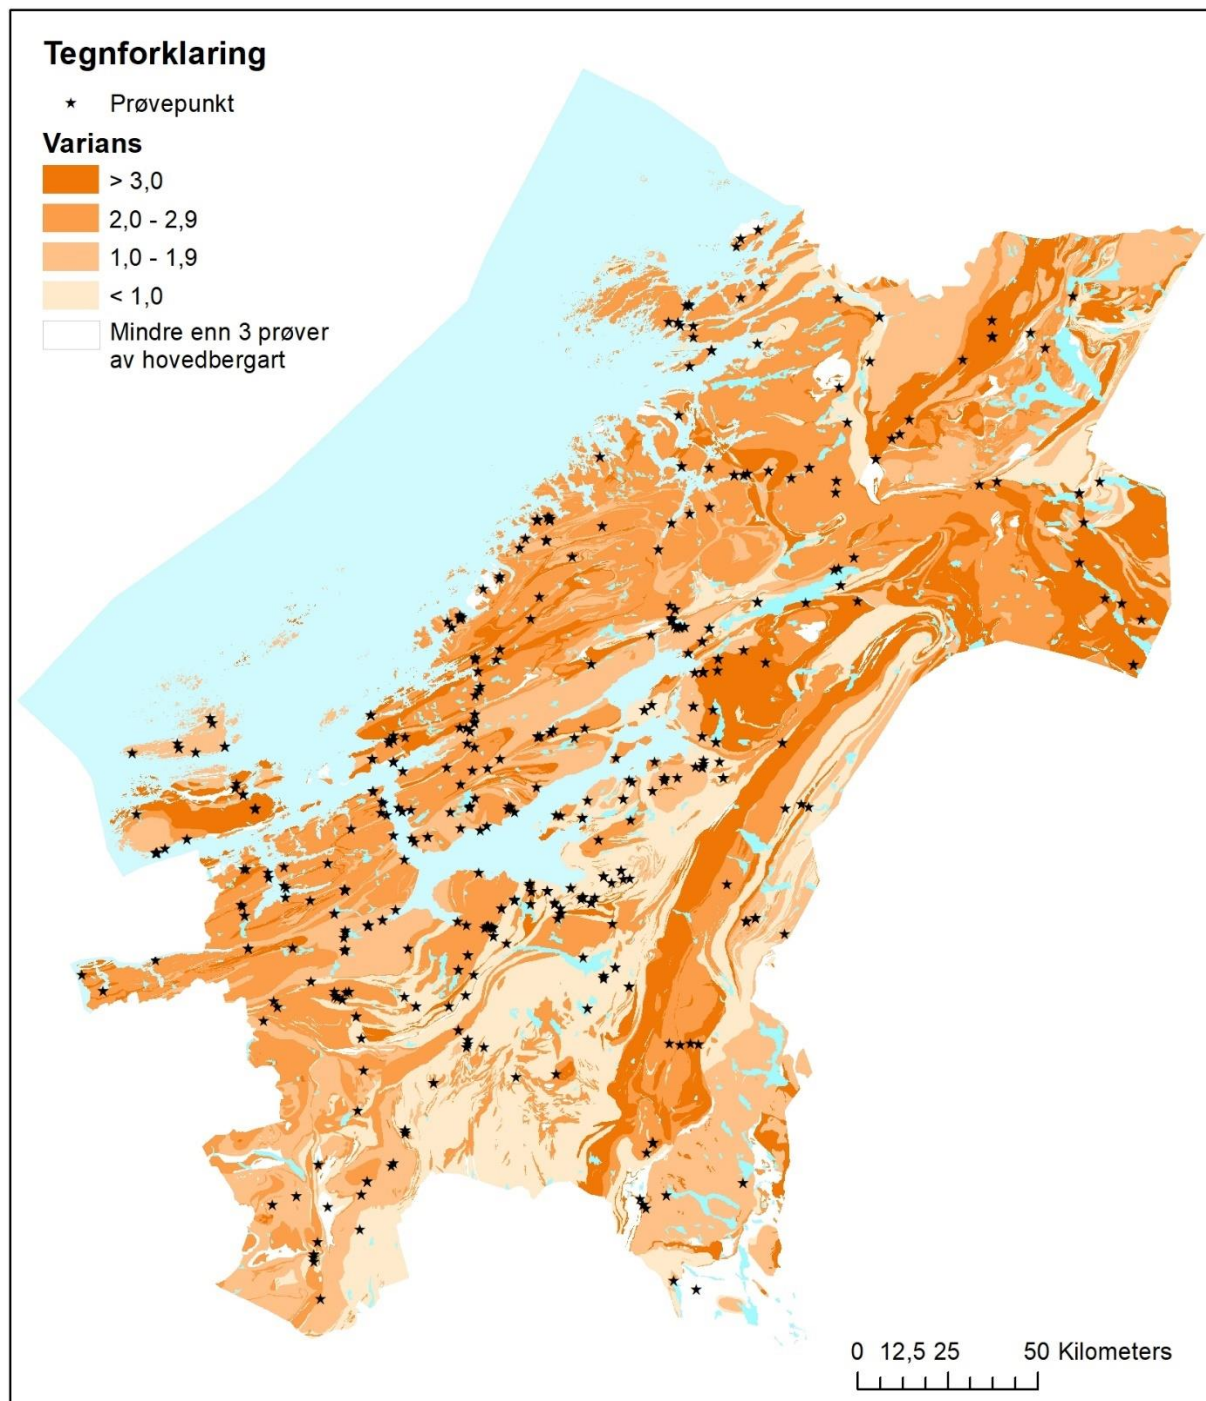 Tegnforklaring
Prøvepunkt
Varians
> 3,0
2,0 - 2,9
1,0 - 1,9
< 1,0
Mindre enn 3 prøver
av hovedbergart
0 12,5 25 50 Kilometers